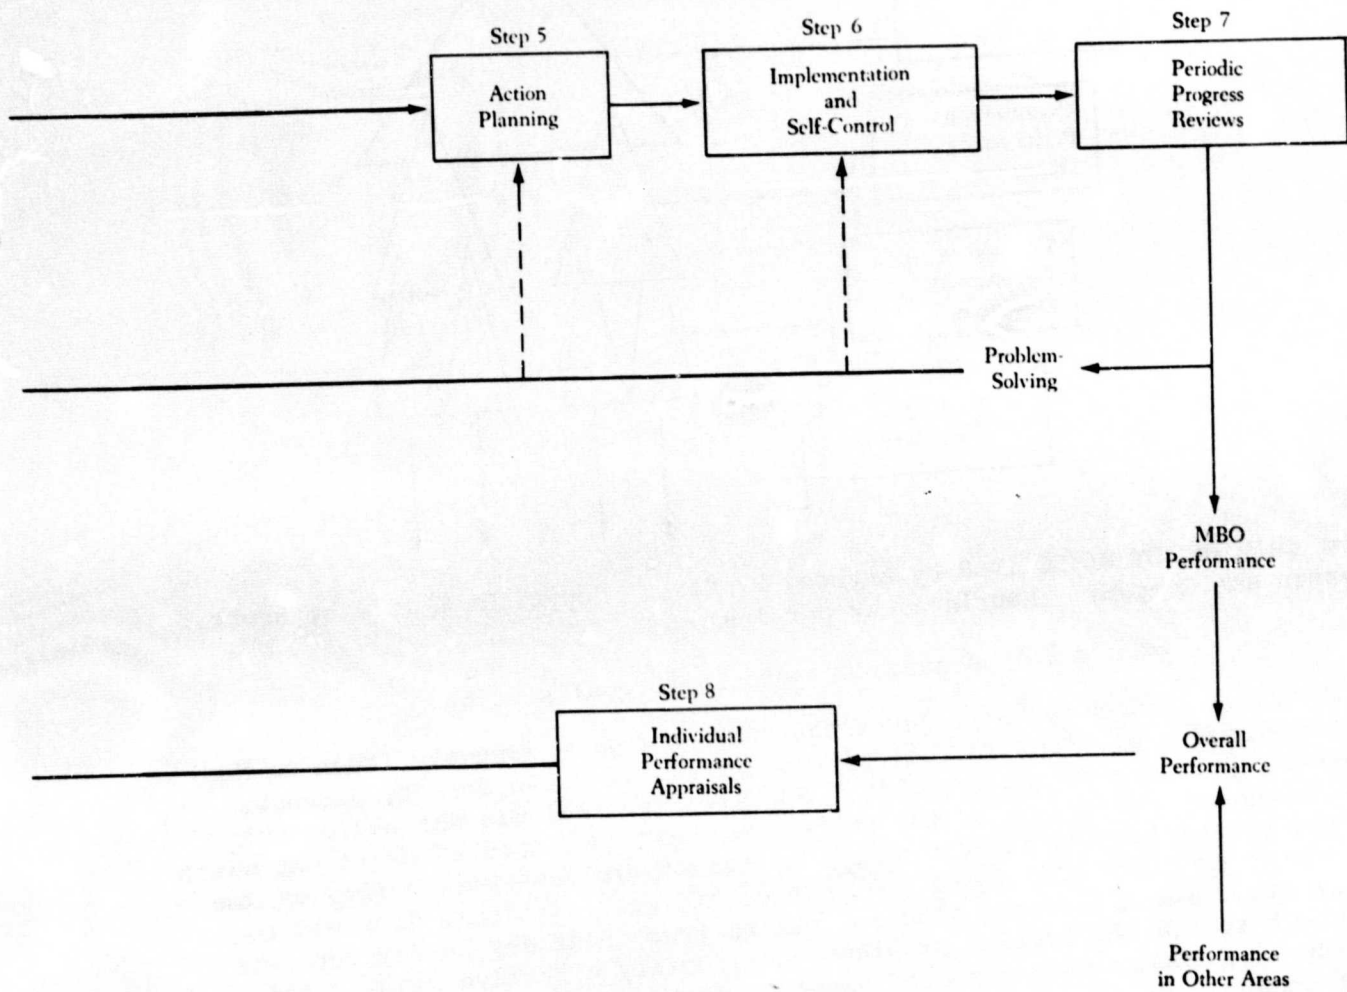 Step 5
Action
Planning
Step 6
Implementation
and
Self-Control
Step 7
Periodic
Progress
Reviews
Problem-
Solving
MBO
Performance
Step 8
Individual
Performance
Appraisals
Overall
Performance
Performance
in Other Areas